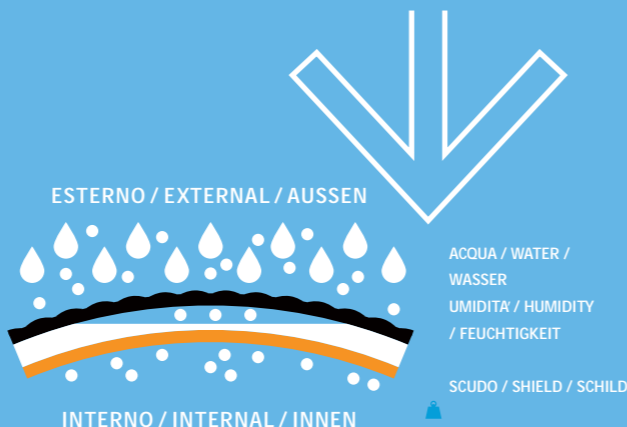 ESTERNO / EXTERNAL / AUSSEN
ACQUA / WATER /
WASSER
UMIDITA' / HUMIDITY
/ FEUCHTIGKEIT
SCUDO / SHIELD / SCHILD
INTERNO / INTERNAL / INNEN